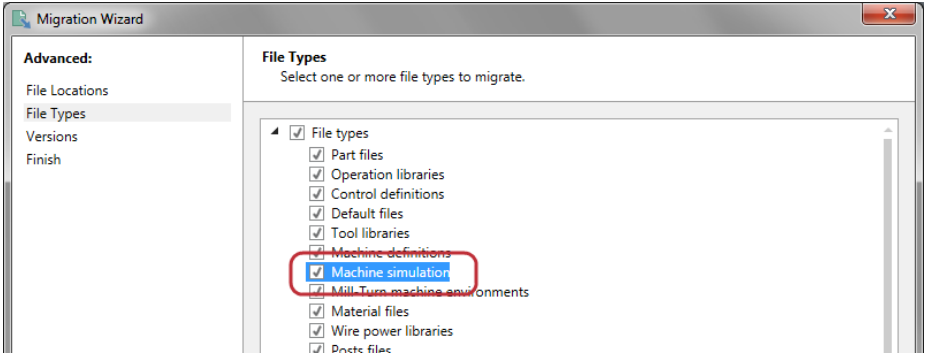 Migration Wizard
Advanced:
File Locations
File Types
Versions
Finish
File Types
Select one or more file types to migrate.
File types
Part files
Operation libraries
Control definitions
Default files
Tool libraries
Machine definitions
Machine simulation
Mill-Turn machine environments
Material files
Wire power libraries
Posts files